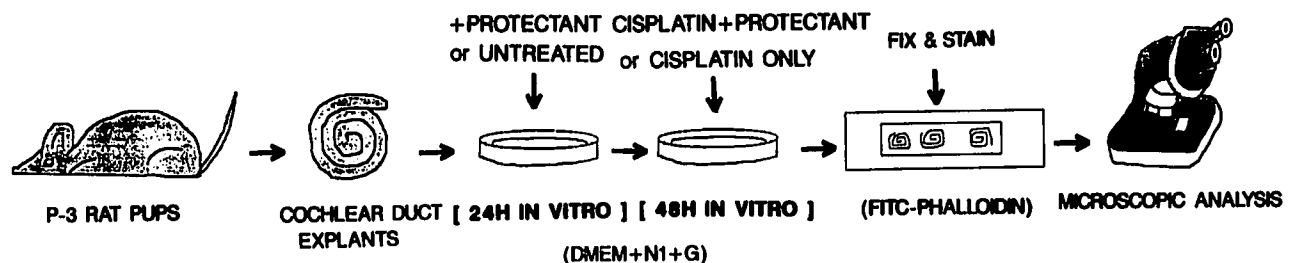 +PROTECTANT CISPLATIN+PROTECTANT
or UNTREATED or CISPLATIN ONLY
FIX & STAIN
P-3 RAT PUPS
COCHLEAR DUCT
EXPLANTS
[ 24H IN VITRO ] [ 48H IN VITRO ]
(DMEM+N1+G)
(FITC-PHALLOIDIN)
MICROSCOPIC ANALYSIS